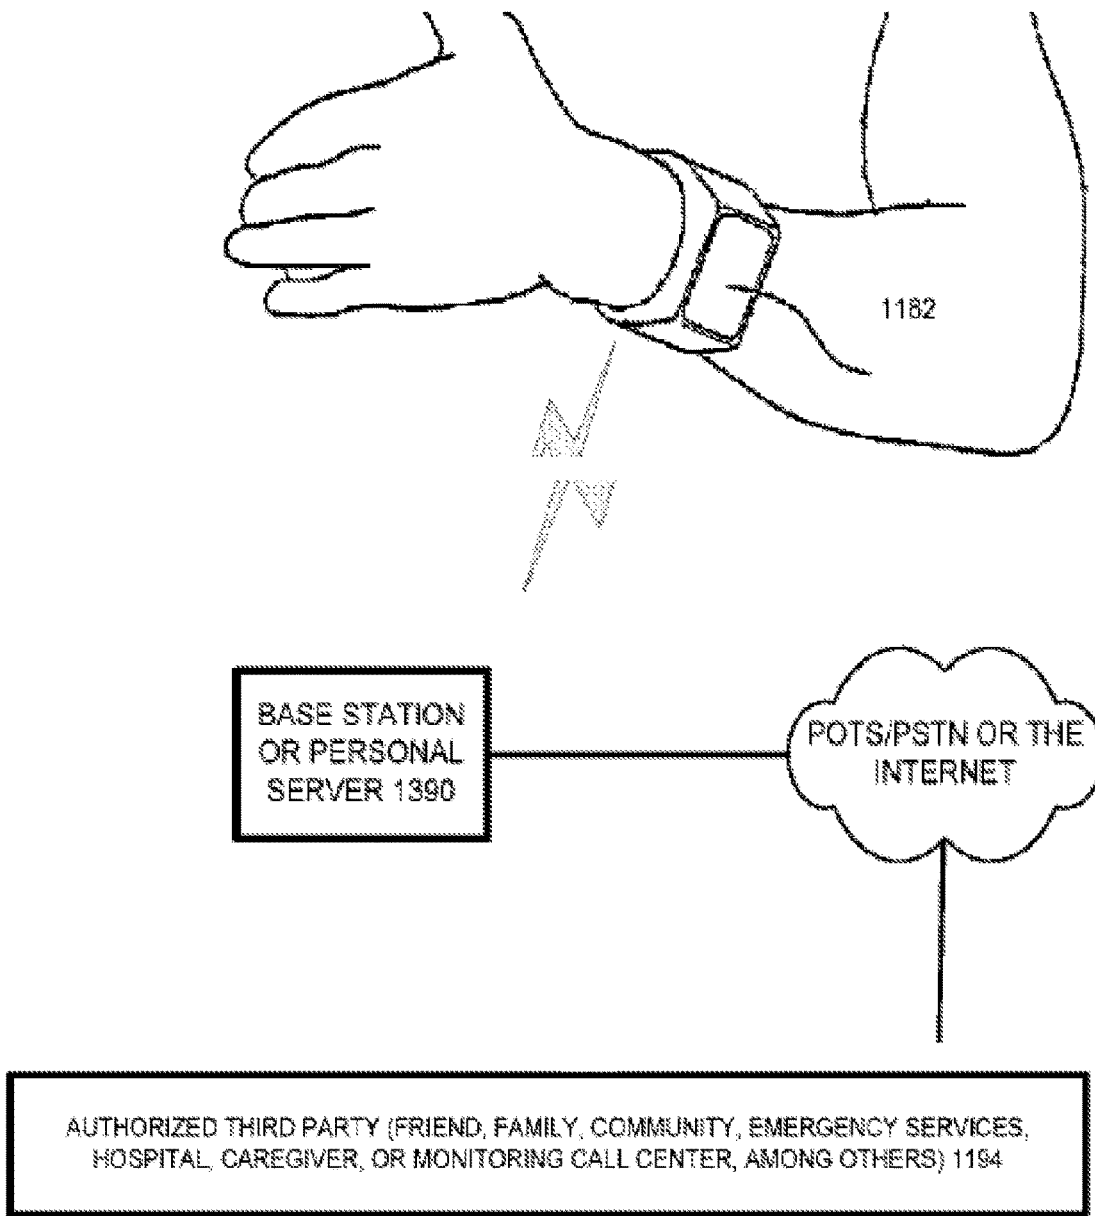 1182
BASE STATION
OR PERSONAL
SERVER 1390
POTS/PSTN OR THE
INTERNET
AUTHORIZED THIRD PARTY (FRIEND, FAMILY, COMMUNITY, EMERGENCY SERVICES,
HOSPITAL, CAREGIVER, OR MONITORING CALL CENTER, AMONG OTHERS) 1194